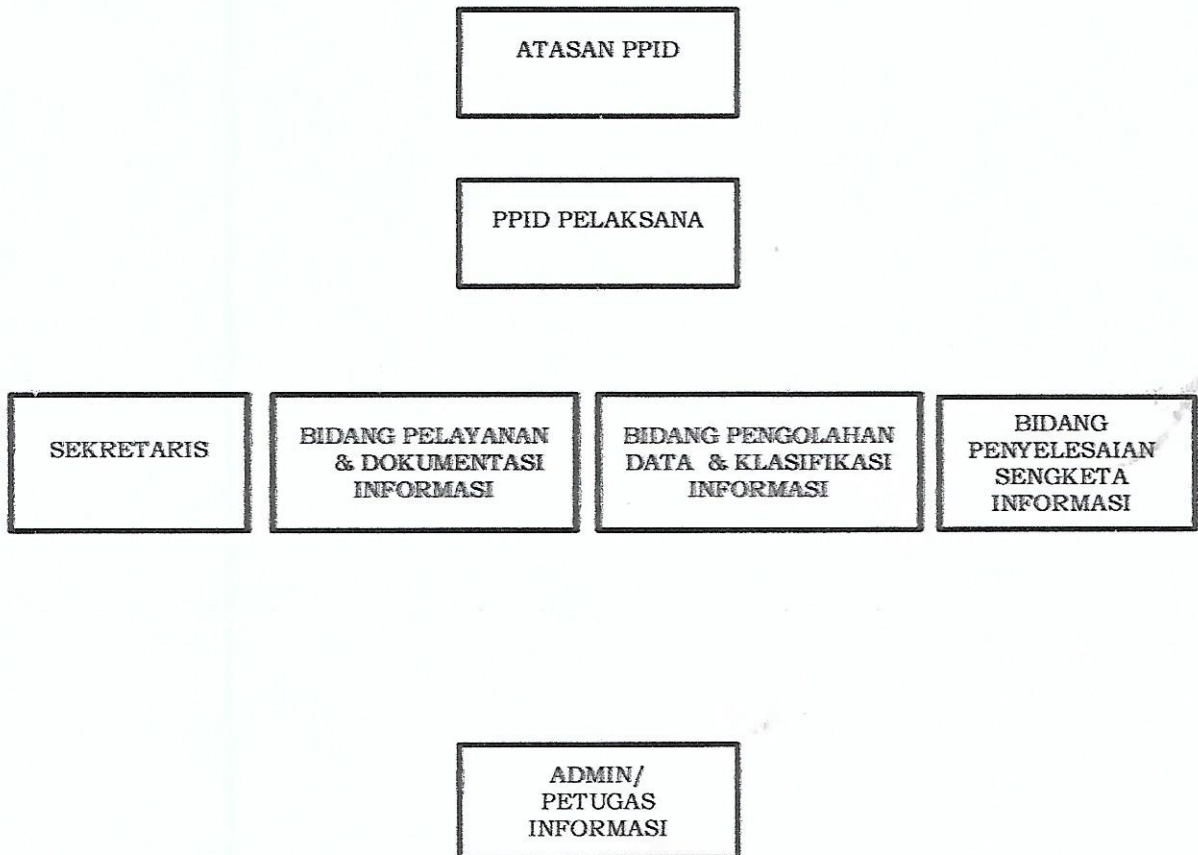 ATASAN PPID
PPID PELAKSANA
SEKRETARIS
BIDANG PELAYANAN
& DOKUMENTASI
INFORMASI
BIDANG PENGOLAHAN
DATA & KLASIFIKASI
INFORMASI
BIDANG
PENYELESAIAN
SENGKETA
INFORMASI
ADMIN/
PETUGAS
INFORMASI